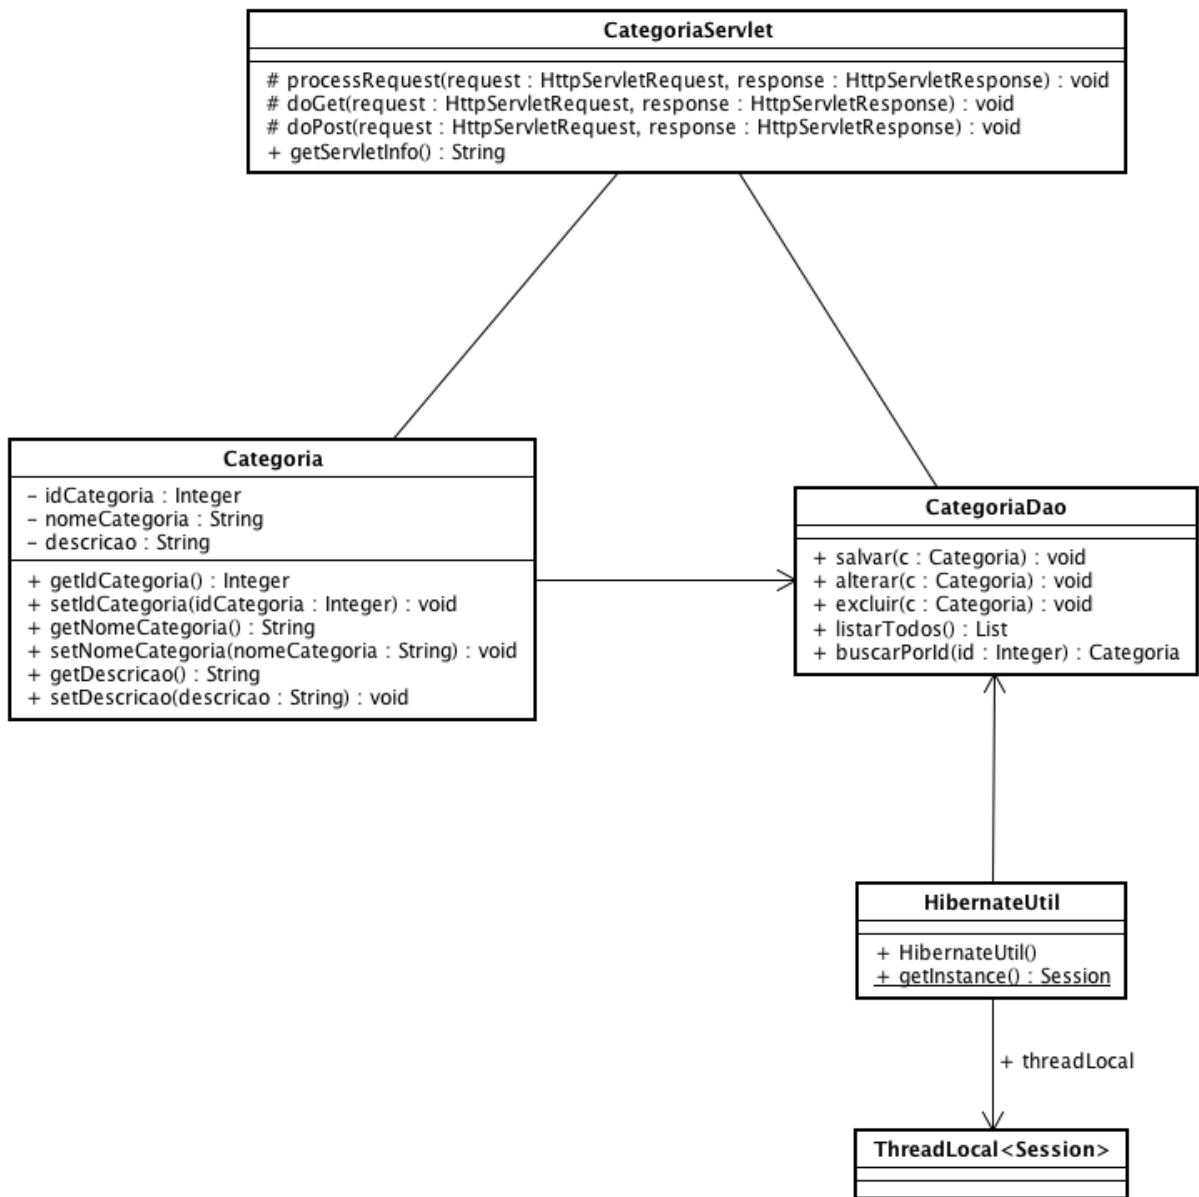 CategoriaServlet
# processRequest(request : HttpServletRequest, response : HttpServletResponse) : void
# doGet(request : HttpServletRequest, response : HttpServletResponse) : void
# doPost(request : HttpServletRequest, response : HttpServletResponse) : void
+ getServletInfo() : String
Categoria
- idCategoria : Integer
- nomeCategoria : String
- descricao : String
+ getIdCategoria() : Integer
+ setIdCategoria(idCategoria : Integer) : void
+ getNomeCategoria() : String
+ setNomeCategoria(nomeCategoria : String) : void
+ getDescricao() : String
+ setDescricao(descricao : String) : void
CategoriaDao
+ salvar(c : Categoria) : void
+ alterar(c : Categoria) : void
+ excluir(c : Categoria) : void
+ listarTodos() : List
+ buscarPorId(id : Integer) : Categoria
HibernateUtil
+ HibernateUtil()
+ getInstance() : Session
+ threadLocal
ThreadLocal<Session>